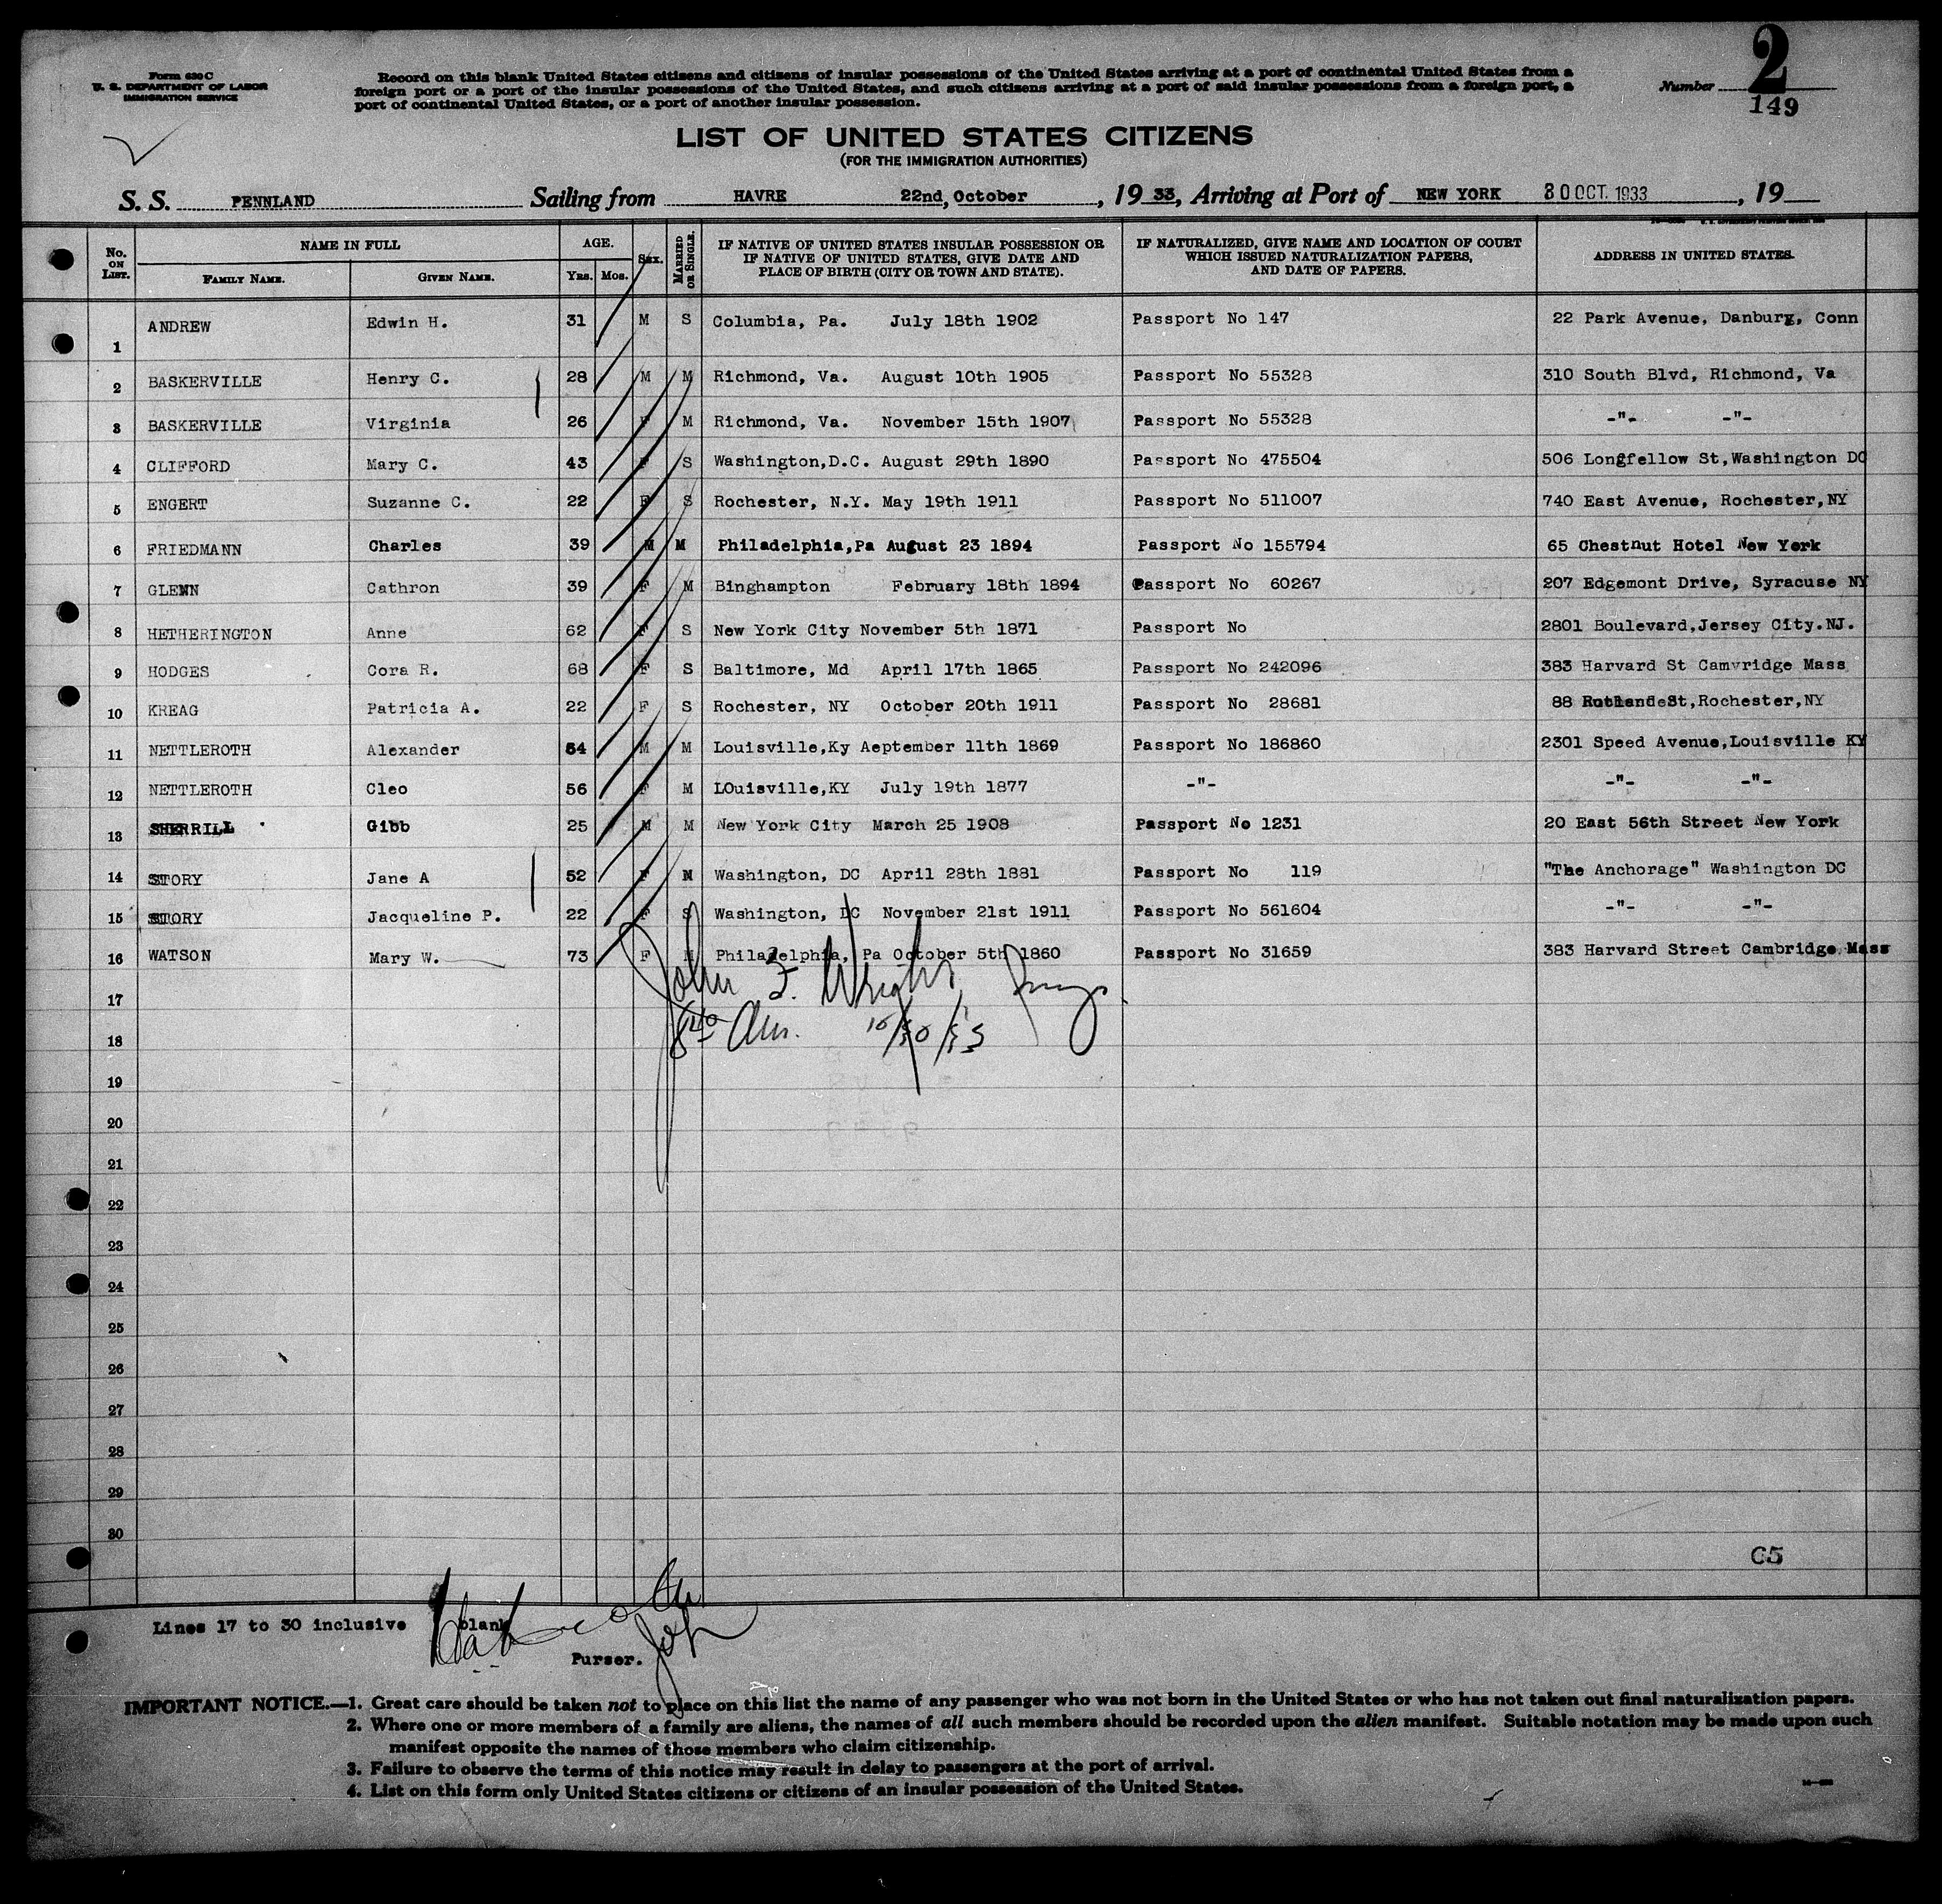 Form 630 C
U. S. DEPARTMENT OF LABOR
IMMIGRATION SERVICE
Record on this blank United States citizens and citizens of insular possessions of the United States arriving at a port of continental United States from a
foreign port or a port of the insular possessions of the United States, and such citizens arriving at a port of said insular possessions from a foreign port, a
port of continental United States, or a port of another insular possession.
Number 2
149
LIST OF UNITED STATES CITIZENS
(FOR THE IMMIGRATION AUTHORITIES)
S. S. PENNLAND Sailing from HAVRE 22nd, October, 19 33, Arriving at Port of NEW YORK 30 OCT. 1933, 19
No. ON LIST. NAME IN FULL FAMILY NAME. GIVEN NAME. AGE. YRS. MOS. SEX. MARRIED OR SINGLE. IF NATIVE OF UNITED STATES INSULAR POSSESSION OR IF NATIVE OF UNITED STATES, GIVE DATE AND PLACE OF BIRTH (CITY OR TOWN AND STATE). IF NATURALIZED, GIVE NAME AND LOCATION OF COURT WHICH ISSUED NATURALIZATION PAPERS, AND DATE OF PAPERS. ADDRESS IN UNITED STATES.
1 ANDREW Edwin H. 31 M S Columbia, Pa. July 18th 1902 Passport No 147 22 Park Avenue, Danbury, Conn
2 BASKERVILLE Henry C. 28 M M Richmond, Va. August 10th 1905 Passport No 55328 310 South Blvd, Richmond, Va
3 BASKERVILLE Virginia 26 F M Richmond, Va. November 15th 1907 Passport No 55328 -"- -"-
4 CLIFFORD Mary C. 43 F S Washington,D.C. August 29th 1890 Passport No 475504 506 Longfellow St,Washington DC
5 ENGERT Suzanne C. 22 F S Rochester, N.Y. May 19th 1911 Passport No 511007 740 East Avenue, Rochester,NY
6 FRIEDMANN Charles 39 M M Philadelphia,Pa August 23 1894 Passport No 155794 65 Chestnut Hotel New York
7 GLENN Cathron 39 F M Binghampton February 18th 1894 Passport No 60267 207 Edgemont Drive, Syracuse NY
8 HETHERINGTON Anne 62 F S New York City November 5th 1871 Passport No 2801 Boulevard,Jersey City.NJ.
9 HODGES Cora R. 68 F S Baltimore, Md April 17th 1865 Passport No 242096 383 Harvard St Camvridge Mass
10 KREAG Patricia A. 22 F S Rochester, NY October 20th 1911 Passport No 28681 88 St,Rochester,NY
11 NETTLEROTH Alexander 64 M M Louisville,Ky Aeptember 11th 1869 Passport No 186860 2301 Speed Avenue,Louisville KY
12 NETTLEROTH Cleo 56 F M LOuisville,KY July 19th 1877 -"- -"- -"-
13 SHERRILL Gibb 25 M M New York City March 25 1908 Passport No 1231 20 East 56th Street New York
14 STORY Jane A 52 F M Washington, DC April 28th 1881 Passport No 119 "The Anchorage" Washington DC
15 STORY Jacqueline P. 22 F S Washington, DC November 21st 1911 Passport No 561604 -"- -"-
16 WATSON Mary W. 73 F M Philadelphia, Pa October 5th 1860 Passport No 31659 383 Harvard Street Cambridge Mass
John F. Wright
17
8 40 Am. 10/30/33
18
19
20
21
22
23
24
25
26
27
28
29
30
C5
Lines 17 to 30 inclusive blank
Purser.
IMPORTANT NOTICE.—1. Great care should be taken not to place on this list the name of any passenger who was not born in the United States or who has not taken out final naturalization papers.
2. Where one or more members of a family are aliens, the names of all such members should be recorded upon the alien manifest. Suitable notation may be made upon such
manifest opposite the names of those members who claim citizenship.
3. Failure to observe the terms of this notice may result in delay to passengers at the port of arrival.
4. List on this form only United States citizens or citizens of an insular possession of the United States.